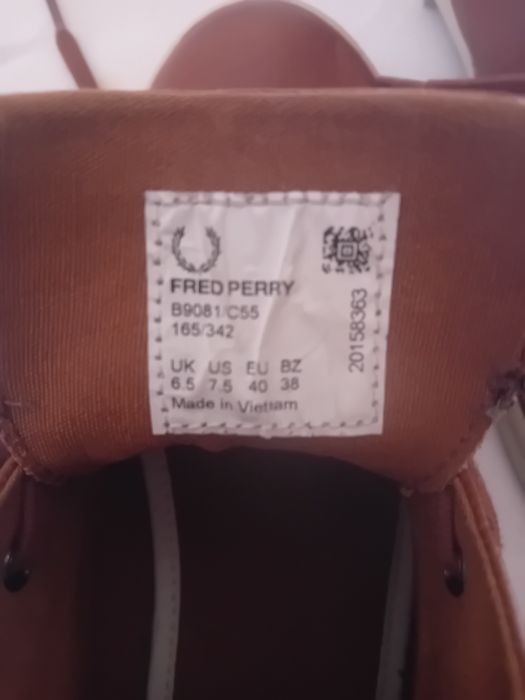 FRED PERRY
B9081/C55
165/342
UK US EU BZ
6.5 7.5 40 38
Made in Vietnam
20158363